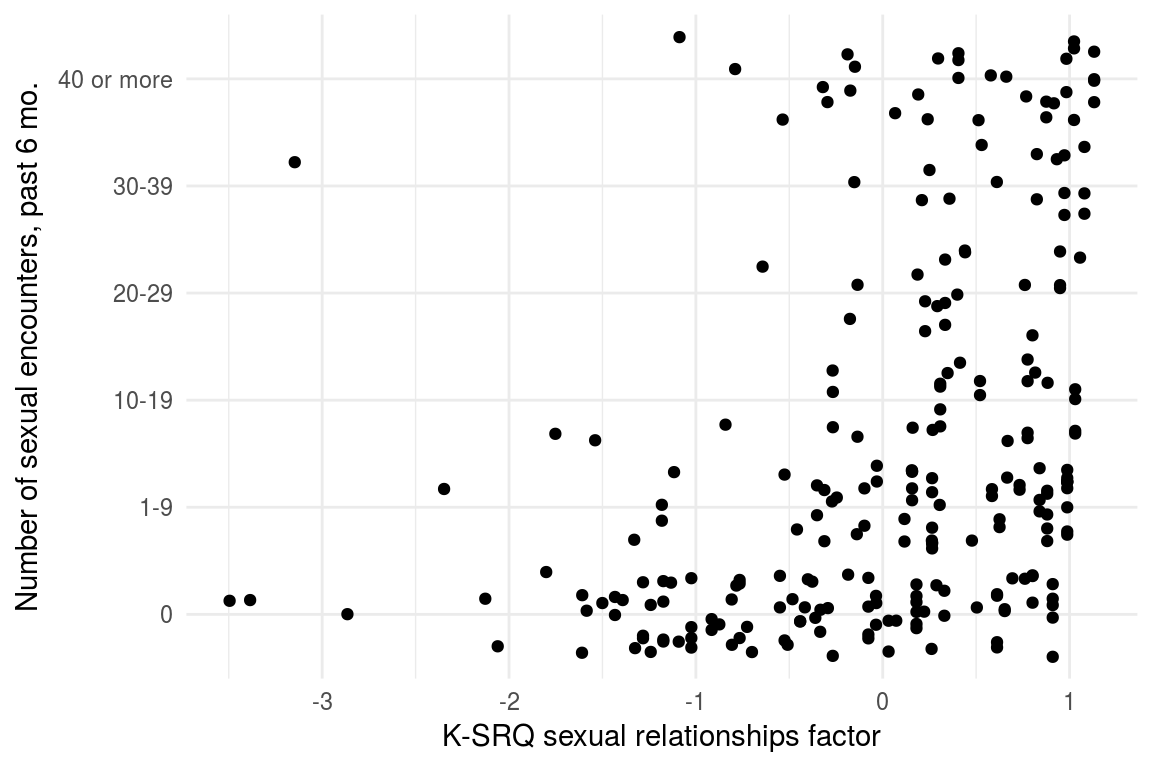 Number of sexual encounters, past 6 mo.
40 or more
30-39
20-29
10-19
1-9
0
-3 -2 -1 0 1
K-SRQ sexual relationships factor